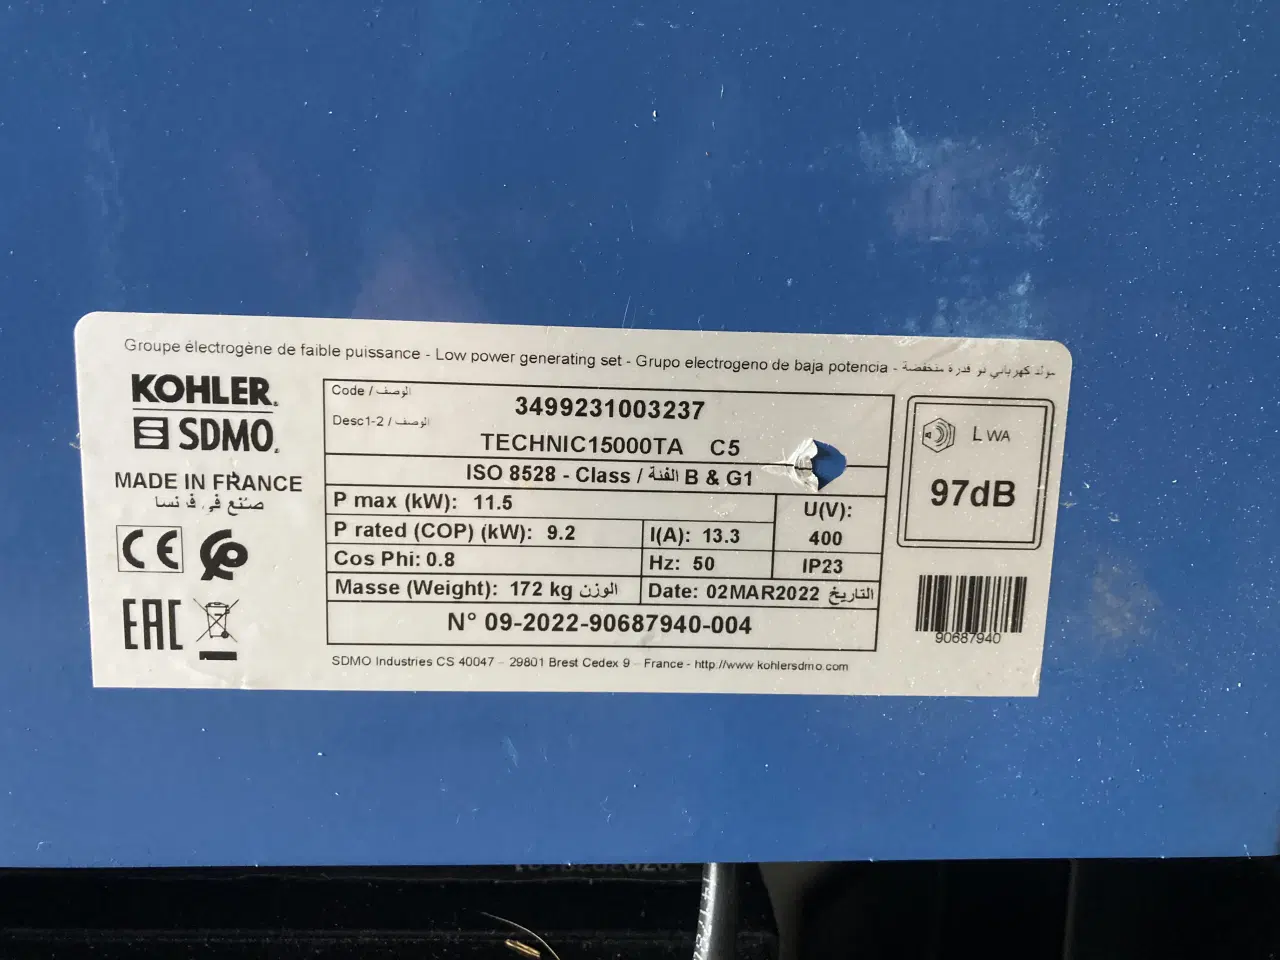 Groupe électrogène de faible puissance - Low power generating set - Grupo electrogeno de baja potencia - مولد كهربائي ذو قدرة منخفضة
KOHLER.
SDMO.
MADE IN FRANCE
صنع في فرنسا
CE
EAC
Code / الوصف
3499231003237
Desc1-2 / الوصف
TECHNIC15000TA C5
ISO 8528 - Class / الفئة B & G1
P max (kW): 11.5
P rated (COP) (kW): 9.2
I(A): 13.3
U(V):
400
Cos Phi: 0.8
Hz: 50
IP23
Masse (Weight): 172 kg الوزن
Date: 02MAR2022 التاريخ
N° 09-2022-90687940-004
SDMO Industries CS 40047 - 29801 Brest Cedex 9 - France - http://www.kohlersdmo.com
L WA
97dB
90687940